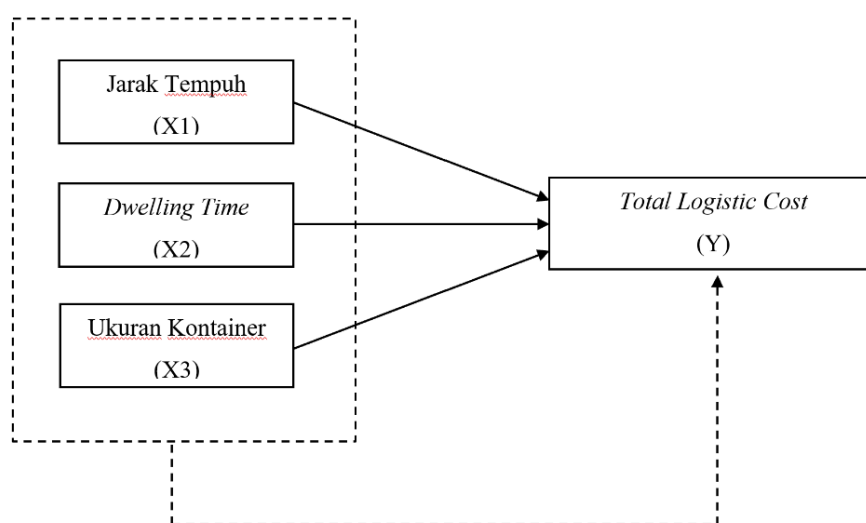 Jarak Tempuh
(X1)
Dwelling Time
(X2)
Ukuran Kontainer
(X3)
Total Logistic Cost
(Y)